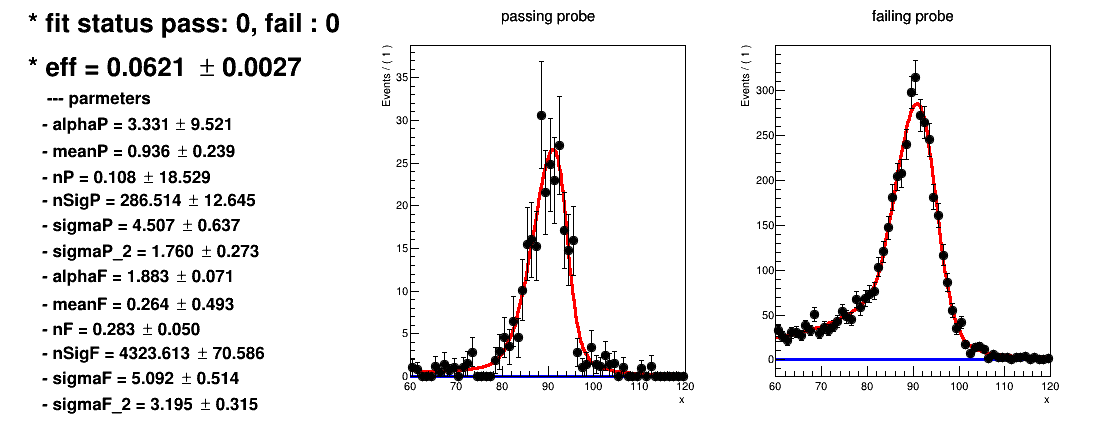 * fit status pass: 0, fail : 0
* eff = 0.0621 ± 0.0027
--- parmeters
- alphaP = 3.331 ± 9.521
- meanP = 0.936 ± 0.239
- nP = 0.108 ± 18.529
- nSigP = 286.514 ± 12.645
- sigmaP = 4.507 ± 0.637
- sigmaP_2 = 1.760 ± 0.273
- alphaF = 1.883 ± 0.071
- meanF = 0.264 ± 0.493
- nF = 0.283 ± 0.050
- nSigF = 4323.613 ± 70.586
- sigmaF = 5.092 ± 0.514
- sigmaF_2 = 3.195 ± 0.315
passing probe
Events / ( 1 )
35
30
25
20
15
10
5
0
60 70 80 90 100 110 120
x
failing probe
Events / ( 1 )
300
250
200
150
100
50
0
60 70 80 90 100 110 120
x